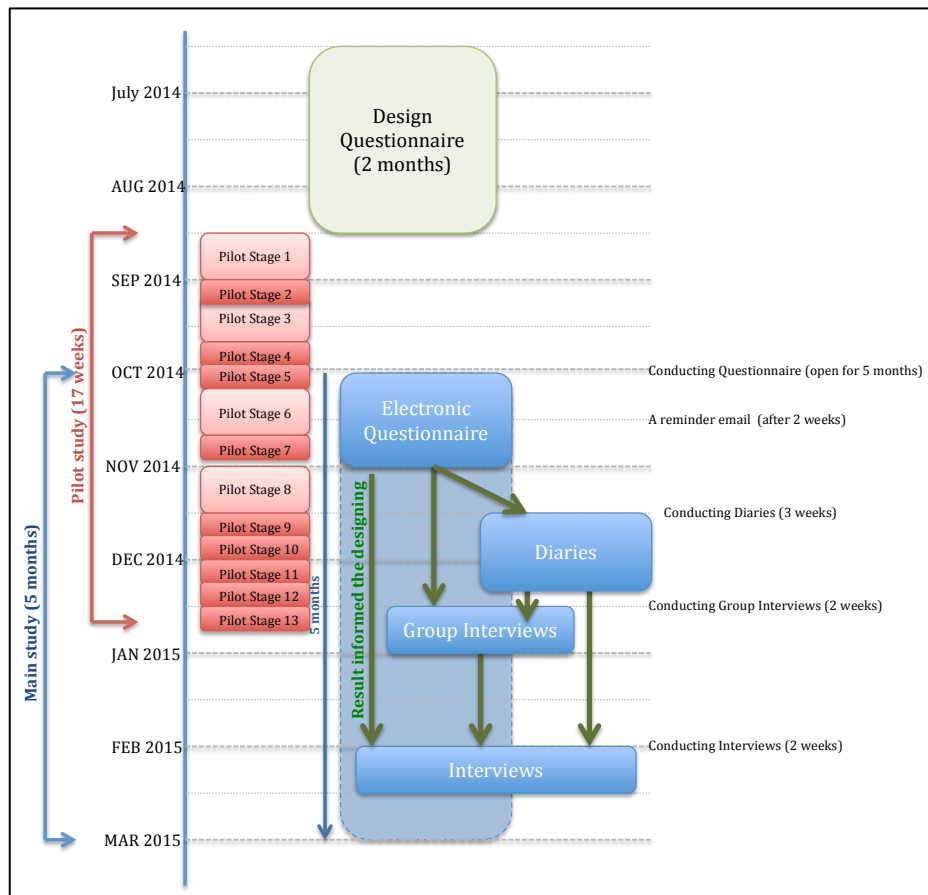 July 2014
Design
Questionnaire
(2 months)
AUG 2014
Pilot Stage 1
SEP 2014
Pilot Stage 2
Pilot Stage 3
Pilot Stage 4
OCT 2014
Conducting Questionnaire (open for 5 months)
Pilot Stage 5
Electronic
Questionnaire
Pilot Stage 6
A reminder email (after 2 weeks)
Pilot Stage 7
NOV 2014
Pilot Stage 8
Conducting Diaries (3 weeks)
Pilot Stage 9
Pilot Stage 10
Diaries
DEC 2014
Pilot Stage 11
Pilot Stage 12
Conducting Group Interviews (2 weeks)
Pilot Stage 13
Group Interviews
JAN 2015
FEB 2015
Conducting Interviews (2 weeks)
Interviews
MAR 2015
Main study (5 months)
Pilot study (17 weeks)
5 months
Result informed the designing